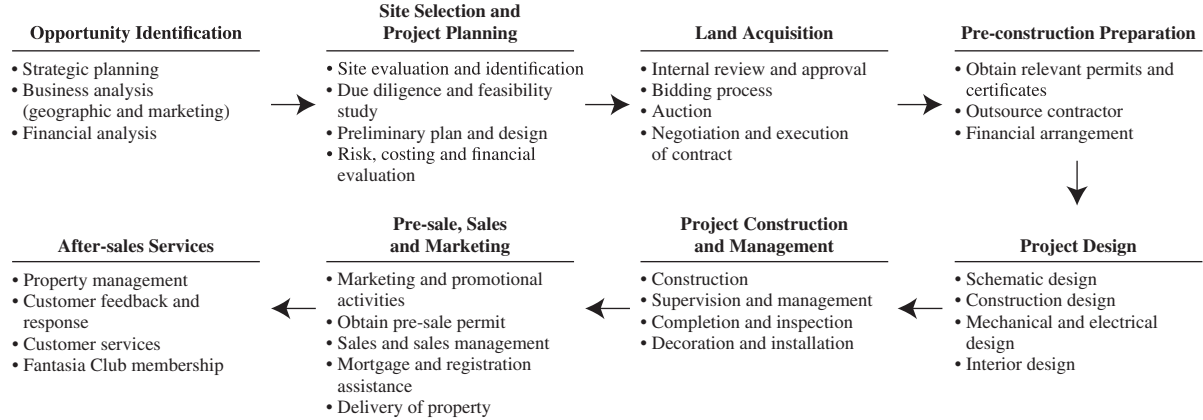 Opportunity Identification
• Strategic planning
• Business analysis
(geographic and marketing)
• Financial analysis
Site Selection and
Project Planning
• Site evaluation and identification
• Due diligence and feasibility
study
• Preliminary plan and design
• Risk, costing and financial
evaluation
Land Acquisition
• Internal review and approval
• Bidding process
• Auction
• Negotiation and execution
of contract
Pre-construction Preparation
• Obtain relevant permits and
certificates
• Outsource contractor
• Financial arrangement
Project Design
• Schematic design
• Construction design
• Mechanical and electrical
design
• Interior design
Project Construction
and Management
• Construction
• Supervision and management
• Completion and inspection
• Decoration and installation
Pre-sale, Sales
and Marketing
• Marketing and promotional
activities
• Obtain pre-sale permit
• Sales and sales management
• Mortgage and registration
assistance
• Delivery of property
After-sales Services
• Property management
• Customer feedback and
response
• Customer services
• Fantasia Club membership